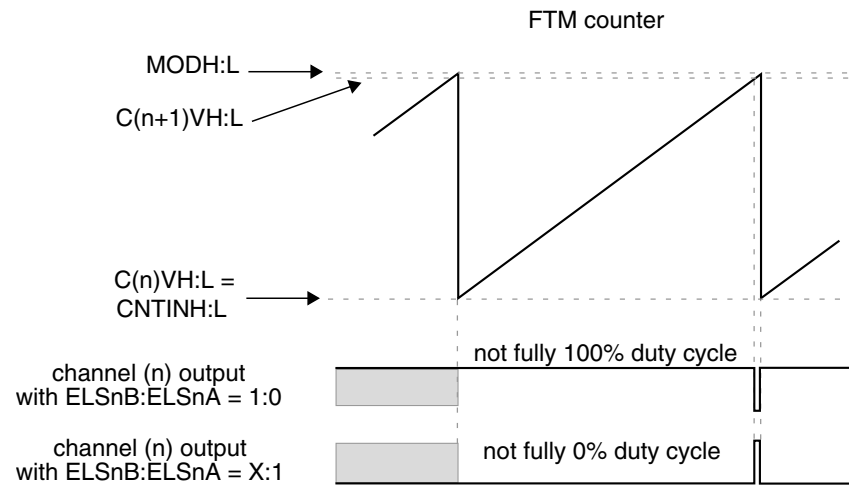 FTM counter
MODH:L
C(n+1)VH:L
C(n)VH:L =
CNTINH:L
not fully 100% duty cycle
channel (n) output
with ELSnB:ELSnA = 1:0
channel (n) output
with ELSnB:ELSnA = X:1
not fully 0% duty cycle